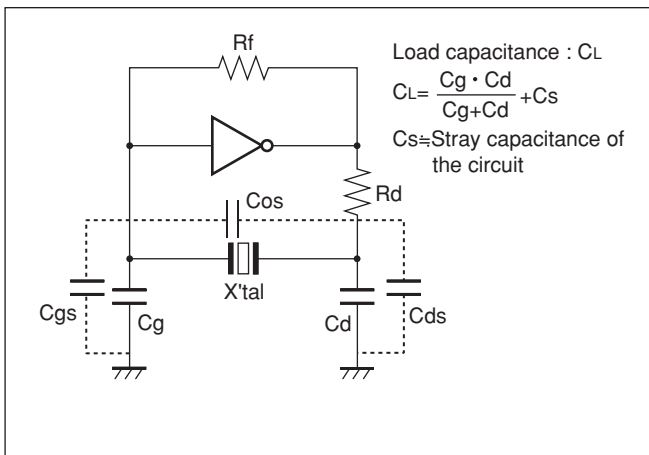 Rf
Load capacitance : CL
CL= Cg・Cd / Cg+Cd +Cs
Cs≒Stray capacitance of
the circuit
Rd
Cos
X'tal
Cgs
Cg
Cd
Cds